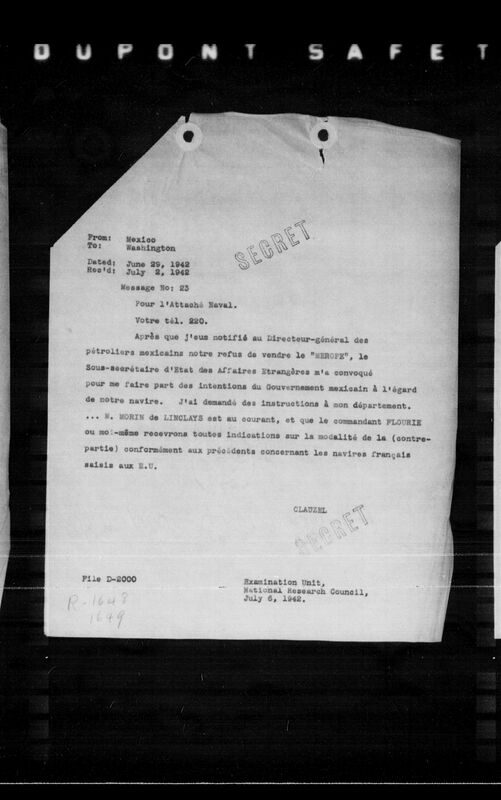 DUPONT SAFET
From: Mexico
To: Washington
SECRET
Dated: June 29, 1942
Rec'd: July 2, 1942
Message No: 23
Pour l'Attaché Naval.
Votre tél. 220.
Après que j'eus notifié au Directeur-général des
pétroliers mexicains notre refus de vendre le "MEROPE", le
Sous-secrétaire d'Etat des Affaires Etrangères m'a convoqué
pour me faire part des intentions du Gouvernement mexicain à l'égard
de notre navire. J'ai demandé des instructions à mon département.
... M. MORIN de LINCLAYS est au courant, et que le commandant FLOURIE
ou moi-même recevrons toutes indications sur la modalité de la (contre-
partie) conformément aux précédents concernant les navires français
saisis aux E.U.
CLAUZEL
SECRET
File D-2000
Examination Unit,
National Research Council,
July 6, 1942.
R-1648
1649